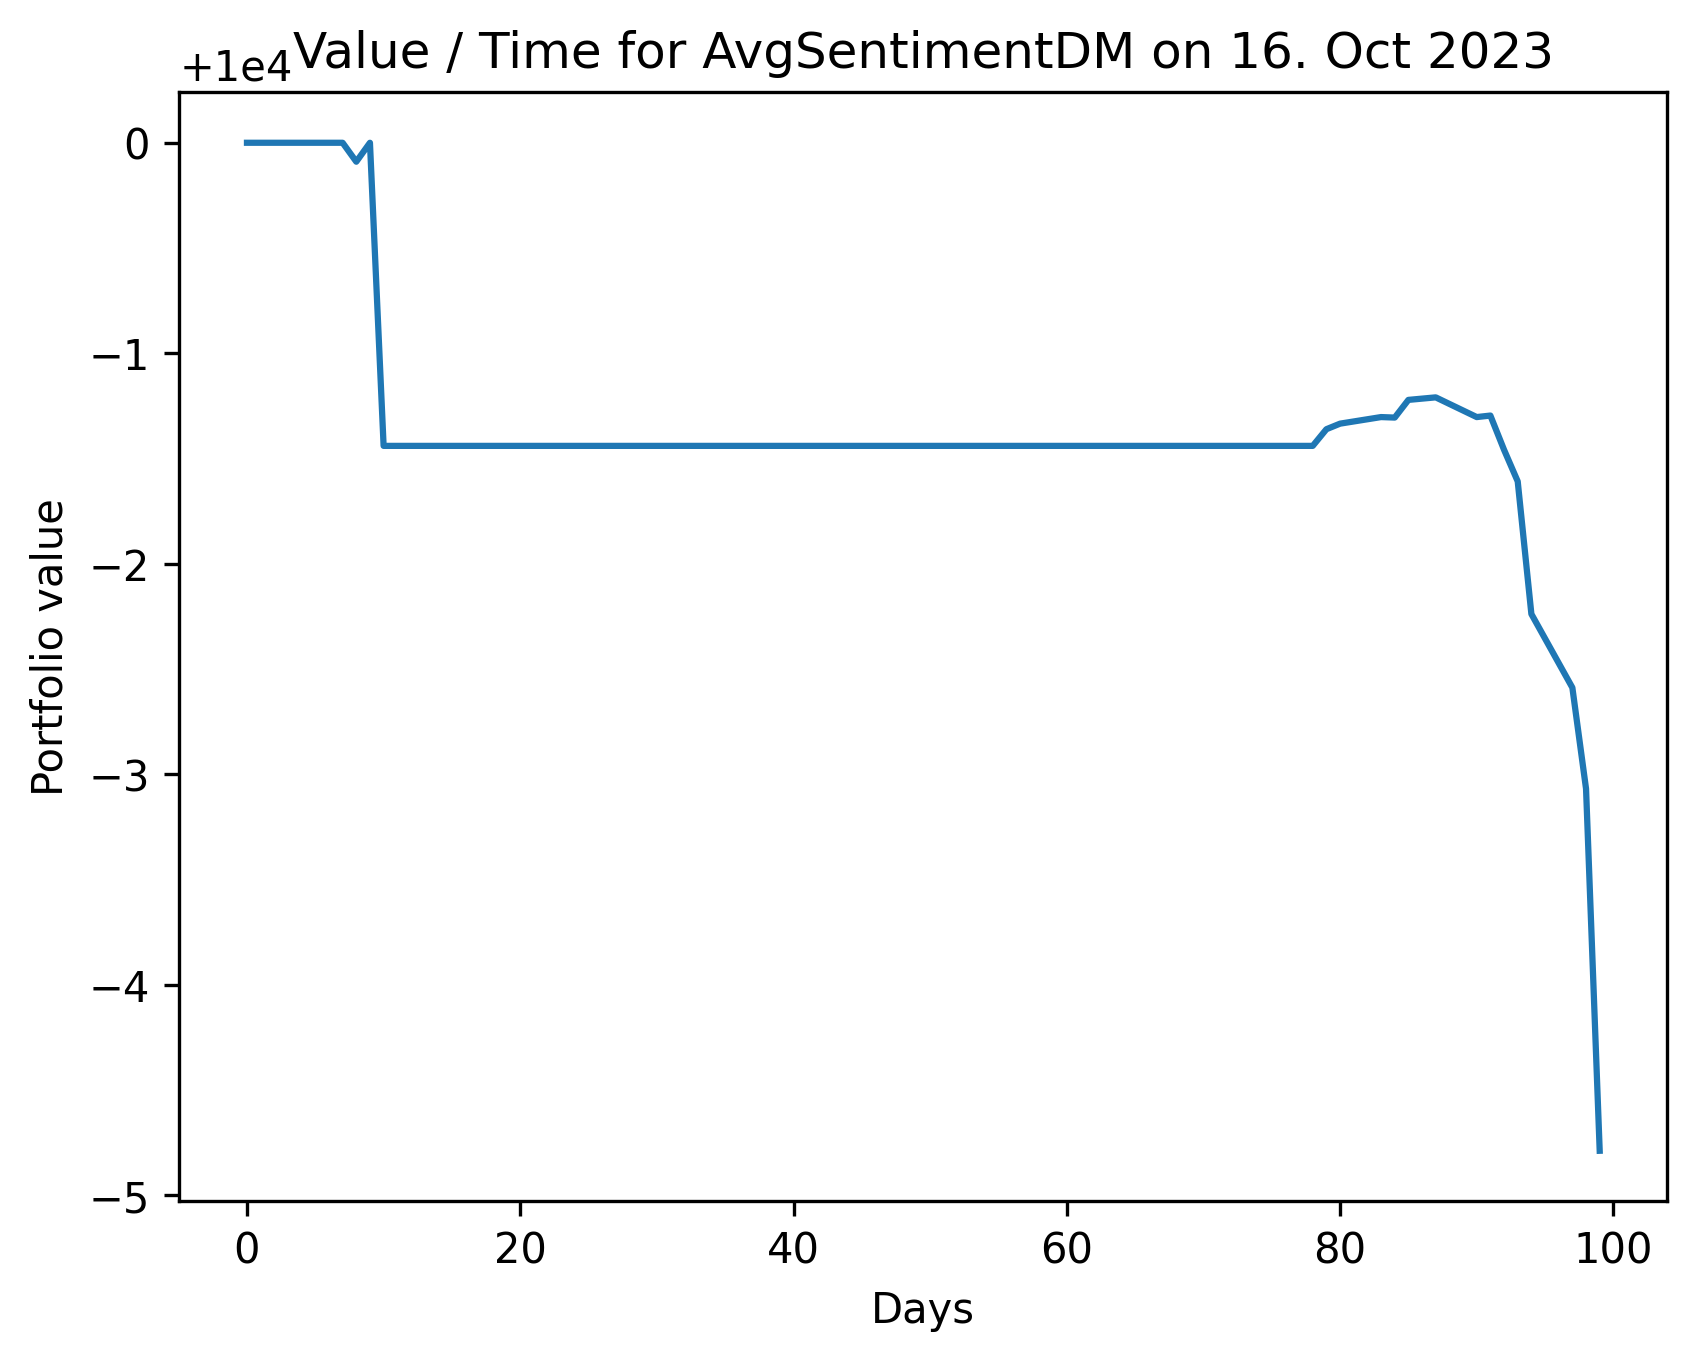 Value / Time for AvgSentimentDM on 16. Oct 2023
+1e4
Portfolio value
0
−1
−2
−3
−4
−5
0 20 40 60 80 100
Days